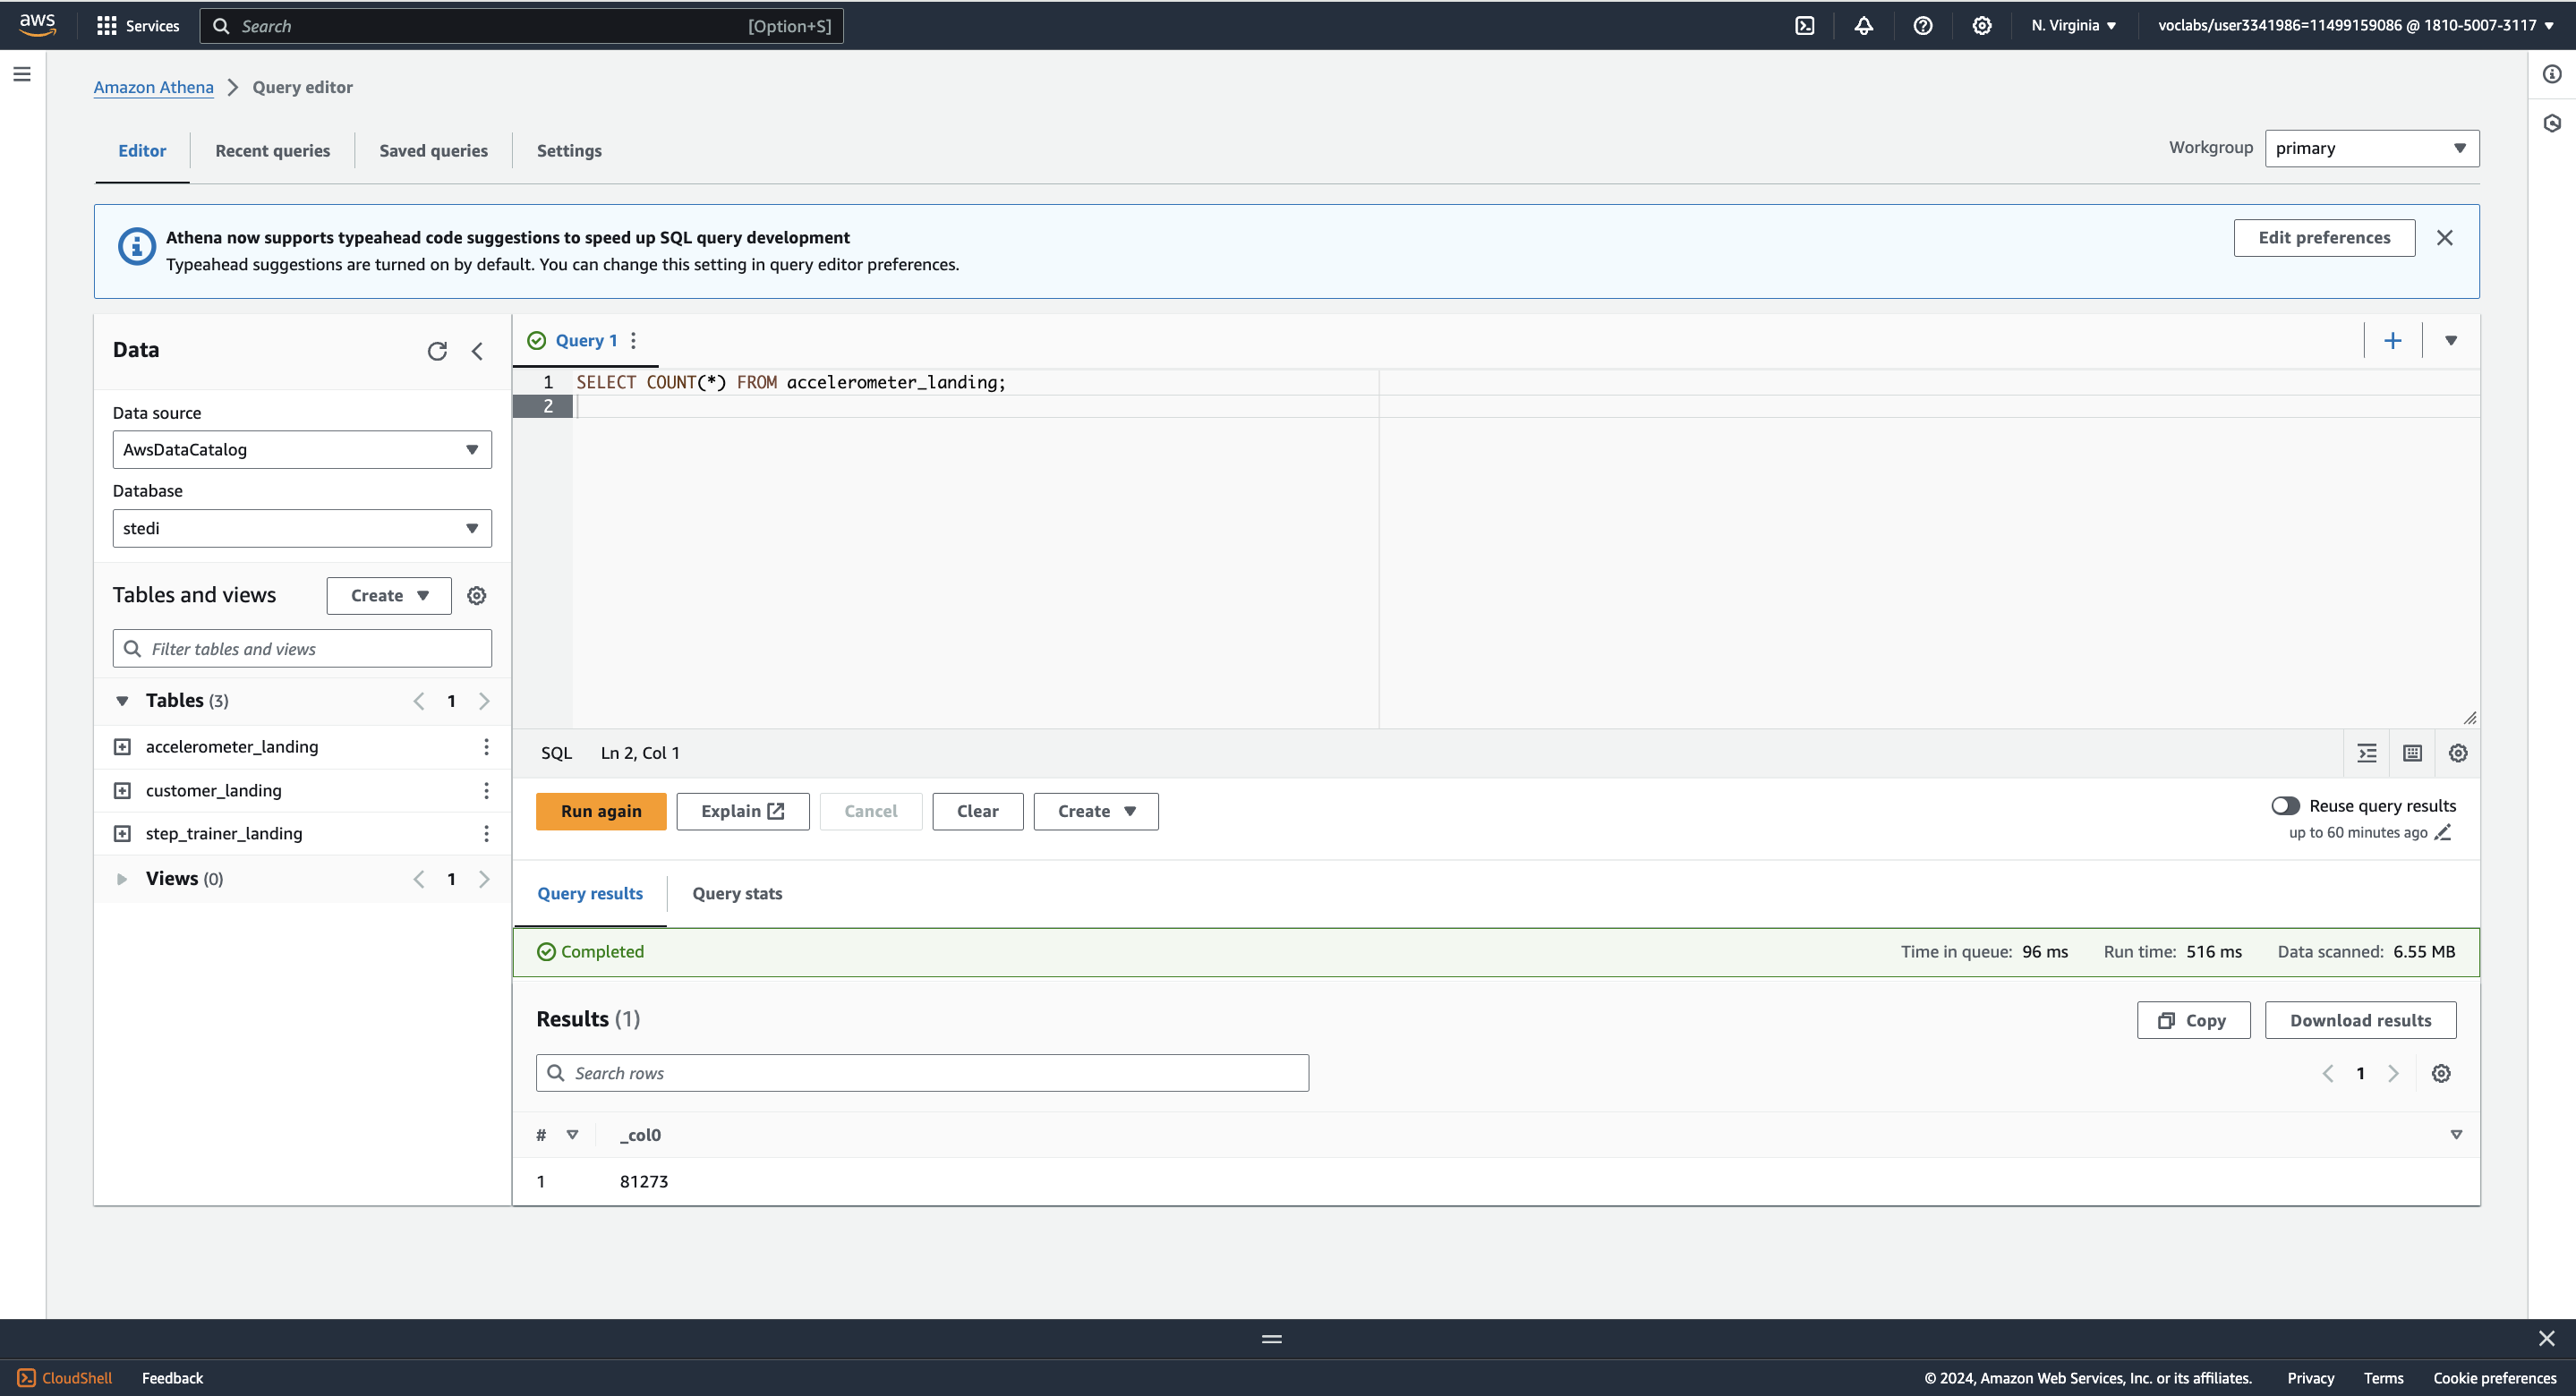 aws
Services
Search [Option+S]
N. Virginia
voclabs/user3341986=11499159086 @ 1810-5007-3117
Amazon Athena Query editor
Editor Recent queries Saved queries Settings
Workgroup primary
Athena now supports typeahead code suggestions to speed up SQL query development
Typeahead suggestions are turned on by default. You can change this setting in query editor preferences.
Edit preferences
Data
Data source
AwsDataCatalog
Database
stedi
Tables and views Create
Filter tables and views
Tables (3) 1
accelerometer_landing
customer_landing
step_trainer_landing
Views (0) 1
Query 1
1 SELECT COUNT(*) FROM accelerometer_landing;
2
SQL Ln 2, Col 1
Run again Explain Cancel Clear Create
Reuse query results
up to 60 minutes ago
Query results Query stats
Completed
Time in queue: 96 ms Run time: 516 ms Data scanned: 6.55 MB
Results (1)
Copy Download results
Search rows
1
# _col0
1 81273
CloudShell Feedback
© 2024, Amazon Web Services, Inc. or its affiliates. Privacy Terms Cookie preferences